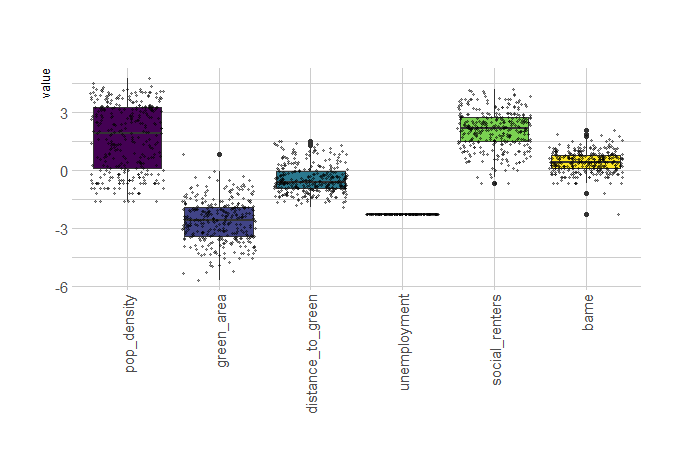 value
3
0
-3
-6
pop_density
green_area
distance_to_green
unemployment
social_renters
bame